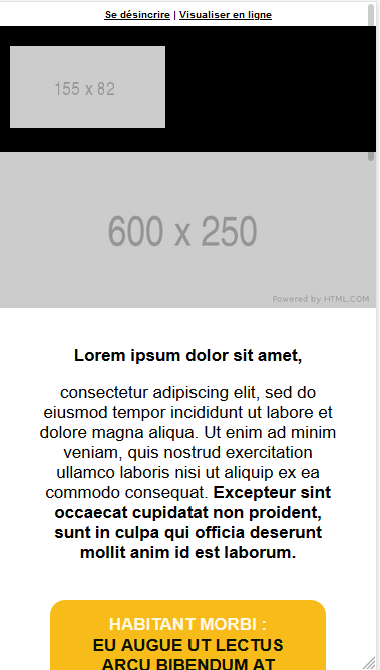 Se désincrire | Visualiser en ligne
155 x 82
600 x 250
Powered by HTML.COM
Lorem ipsum dolor sit amet,
consectetur adipiscing elit, sed do
eiusmod tempor incididunt ut labore et
dolore magna aliqua. Ut enim ad minim
veniam, quis nostrud exercitation
ullamco laboris nisi ut aliquip ex ea
commodo consequat. Excepteur sint
occaecat cupidatat non proident,
sunt in culpa qui officia deserunt
mollit anim id est laborum.
HABITANT MORBI :
EU AUGUE UT LECTUS
ARCU BIBENDUM AT